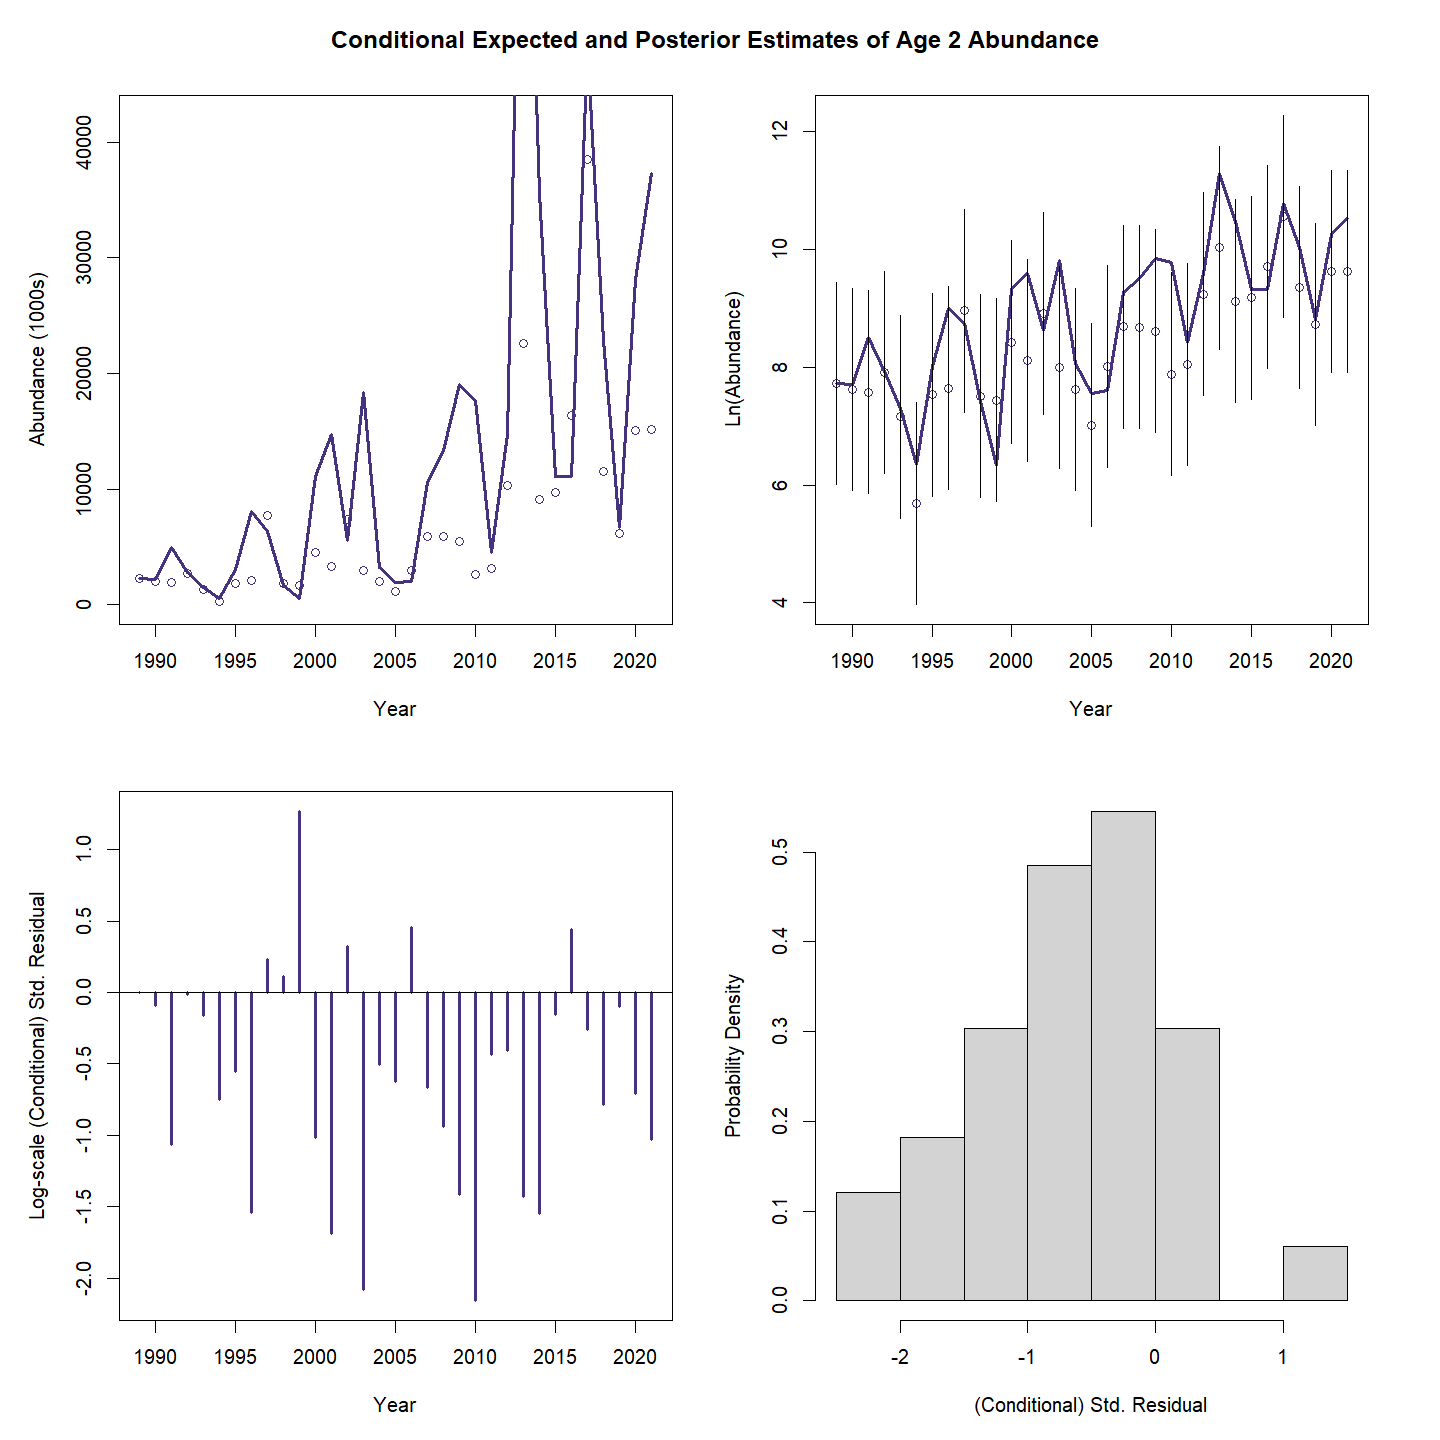 Conditional Expected and Posterior Estimates of Age 2 Abundance
Abundance (1000s)
40000
30000
20000
10000
0
1990 1995 2000 2005 2010 2015 2020
Year
Ln(Abundance)
12
10
8
6
4
1990 1995 2000 2005 2010 2015 2020
Year
Log-scale (Conditional) Std. Residual
1.0
0.5
0.0
-0.5
-1.0
-1.5
-2.0
1990 1995 2000 2005 2010 2015 2020
Year
Probability Density
0.5
0.4
0.3
0.2
0.1
0.0
-2 -1 0 1
(Conditional) Std. Residual